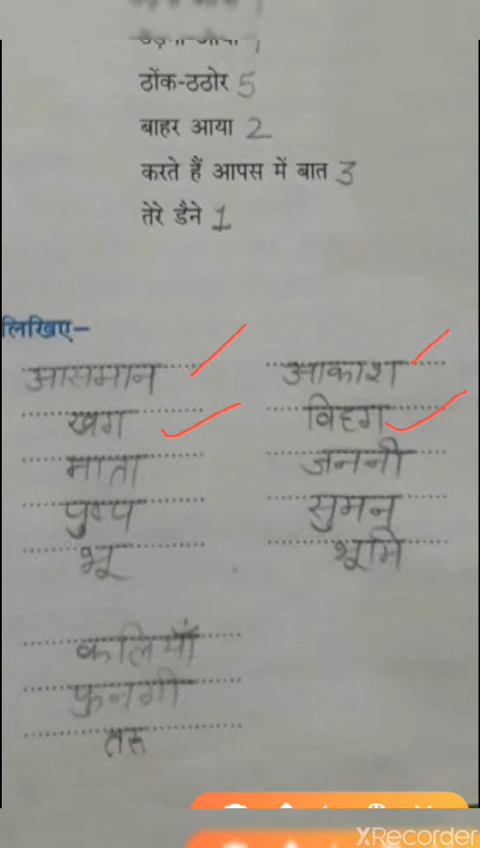 ठोंक-ठठोर 5
बाहर आया 2
करते हैं आपस में बात 3
तेरे डैने 1
लिखिए–
आसमान आकाश
खग विहग
माता जननी
पुष्प सुमन
भू भूमि
कलियाँ
फुनगी
तरु
XRecorder